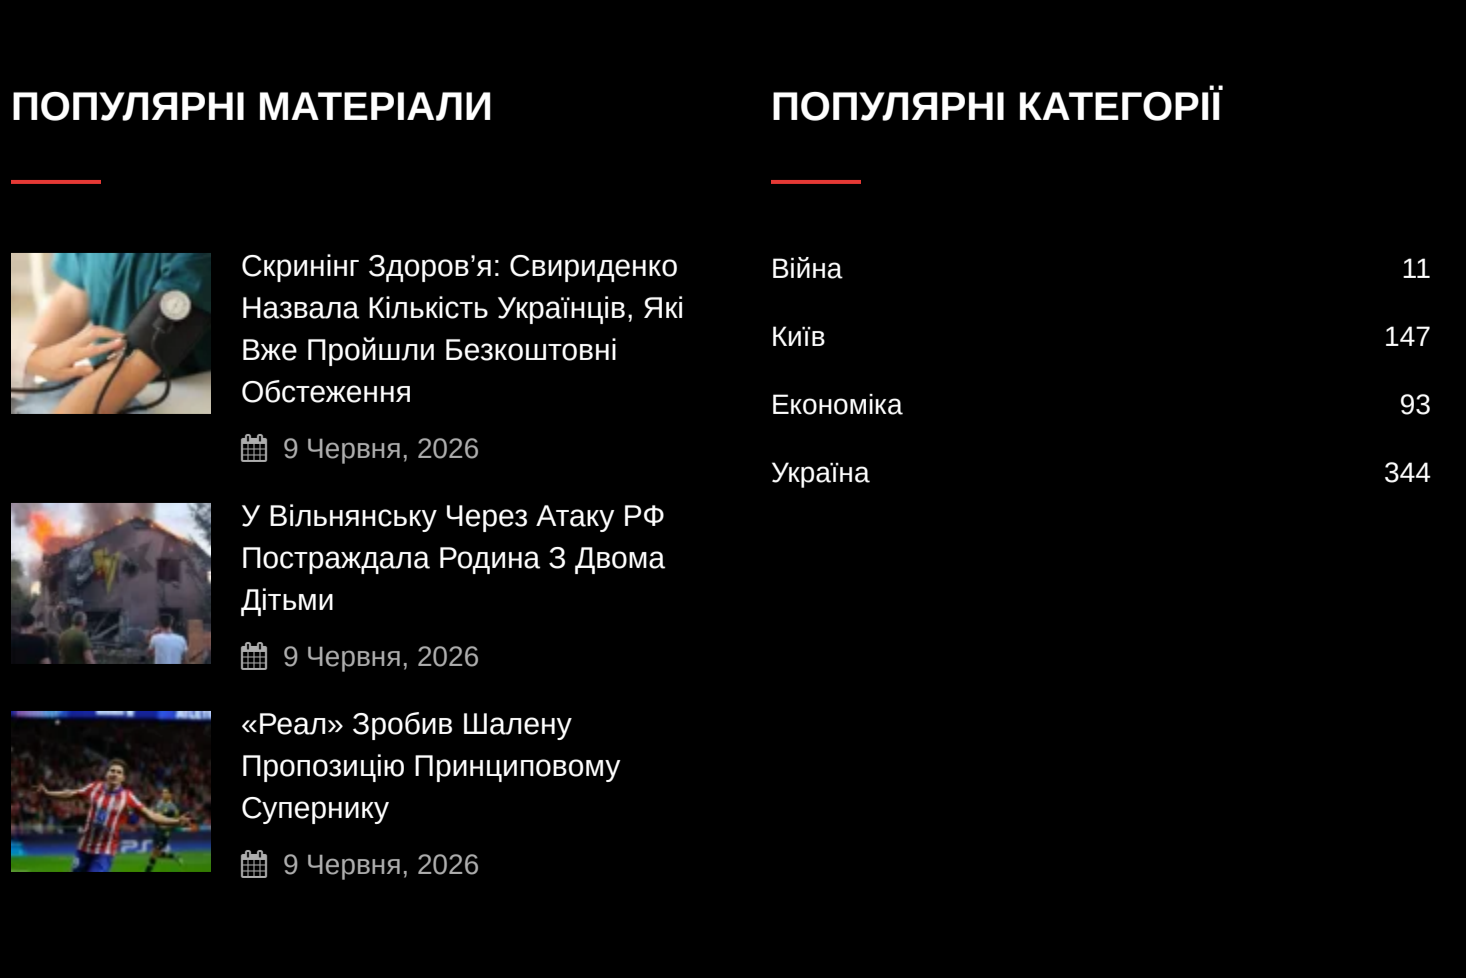 ПОПУЛЯРНІ МАТЕРІАЛИ
Скринінг Здоров’я: Свириденко
Назвала Кількість Українців, Які
Вже Пройшли Безкоштовні
Обстеження
9 Червня, 2026
У Вільнянську Через Атаку РФ
Постраждала Родина З Двома
Дітьми
9 Червня, 2026
«Реал» Зробив Шалену
Пропозицію Принциповому
Супернику
9 Червня, 2026
ПОПУЛЯРНІ КАТЕГОРІЇ
Війна 11
Київ 147
Економіка 93
Україна 344